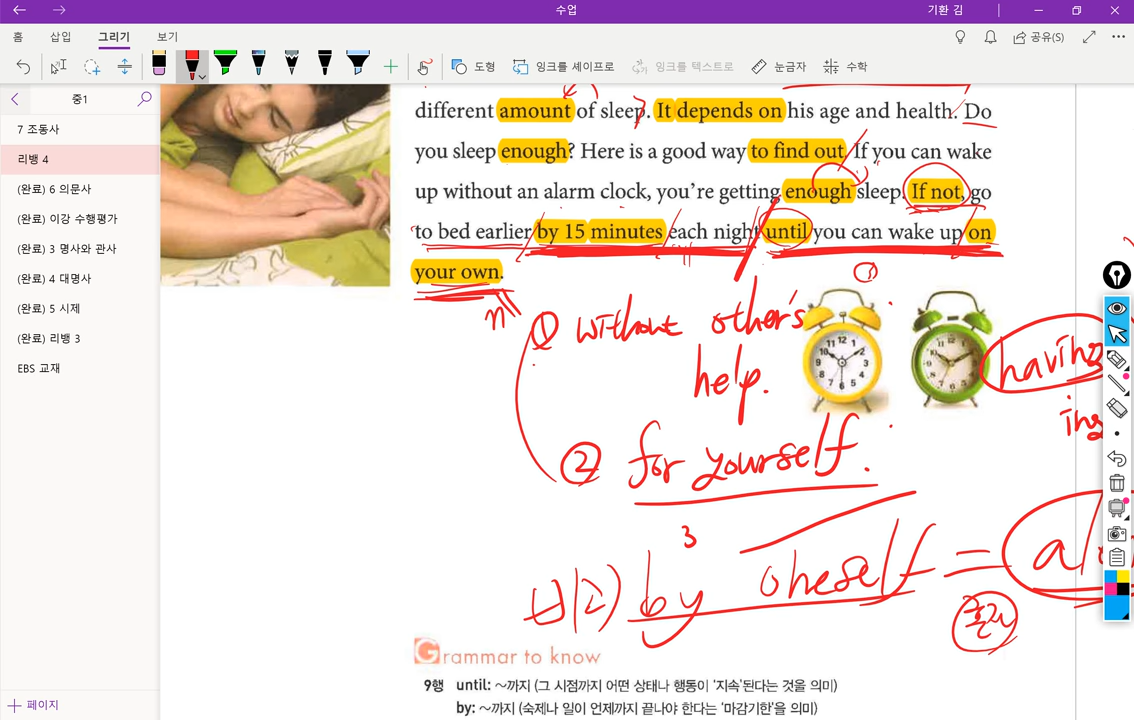 수업
기환 김
홈 삽입 그리기 보기
공유(S)
도형 잉크를 셰이프로 잉크를 텍스트로 눈금자 수학
중1
7 조동사
리뱅 4
(완료) 6 의문사
(완료) 이강 수행평가
(완료) 3 명사와 관사
(완료) 4 대명사
(완료) 5 시제
(완료) 리뱅 3
EBS 교재
페이지
different amount of sleep. It depends on his age and health. Do
you sleep enough? Here is a good way to find out. If you can wake
up without an alarm clock, you're getting enough sleep. If not, go
to bed earlier by 15 minutes each night until you can wake up on
your own.
① without other's
help.
having
ing
② for yourself.
3
비교) by oneself =
혼자
Grammar to know
9행 until: ~까지 (그 시점까지 어떤 상태나 행동이 '지속'된다는 것을 의미)
by: ~까지 (숙제나 일이 언제까지 끝나야 한다는 '마감기한'을 의미)